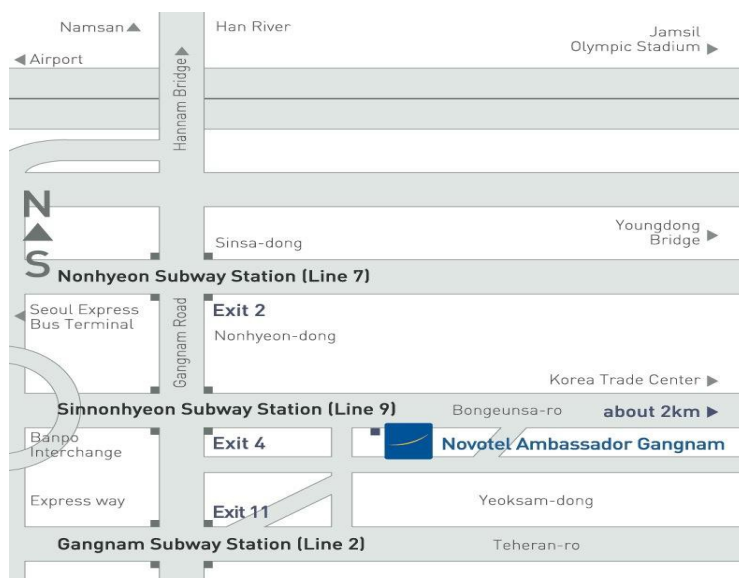 Namsan
Han River
Jamsil
Olympic Stadium
Airport
Hannam Bridge
N
S
Sinsa-dong
Youngdong
Bridge
Nonhyeon Subway Station (Line 7)
Seoul Express
Bus Terminal
Gangnam Road
Exit 2
Nonhyeon-dong
Korea Trade Center
Sinnonhyeon Subway Station (Line 9)
Bongeunsa-ro
about 2km
Banpo
Interchange
Exit 4
Novotel Ambassador Gangnam
Express way
Exit 11
Yeoksam-dong
Gangnam Subway Station (Line 2)
Teheran-ro